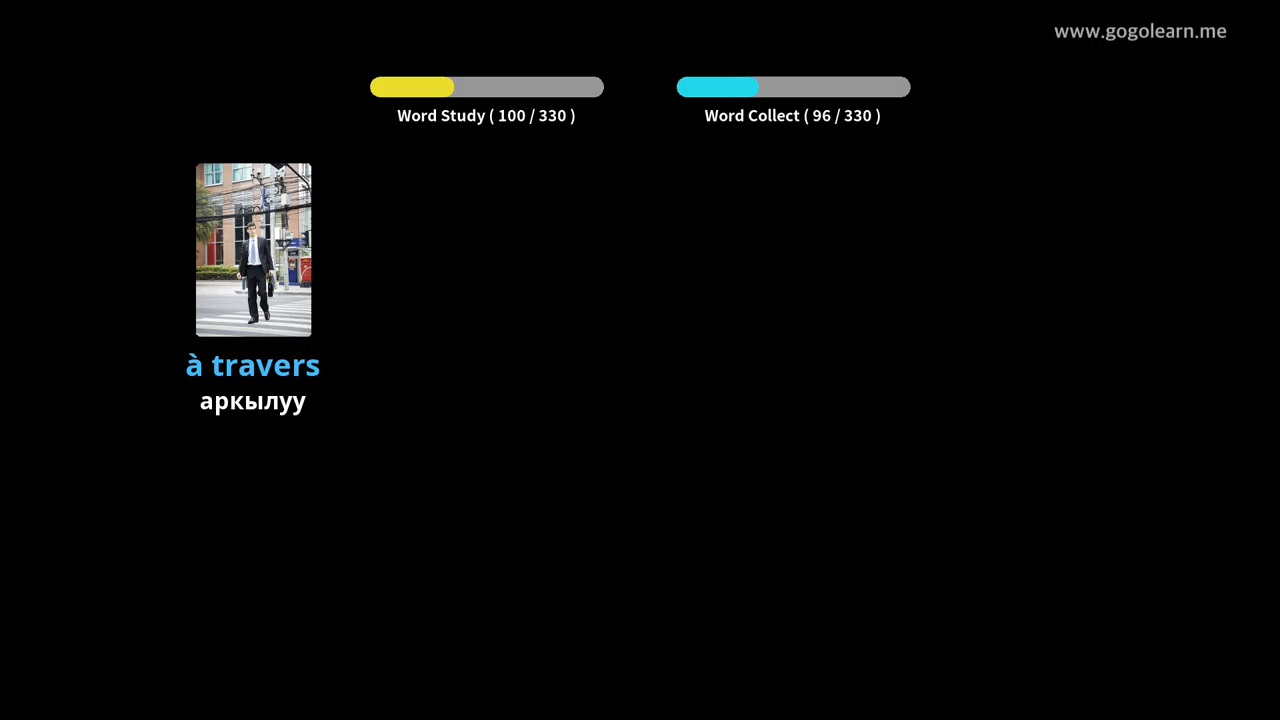 www.gogolearn.me
Word Study ( 100 / 330 )
Word Collect ( 96 / 330 )
à travers
аркылуу